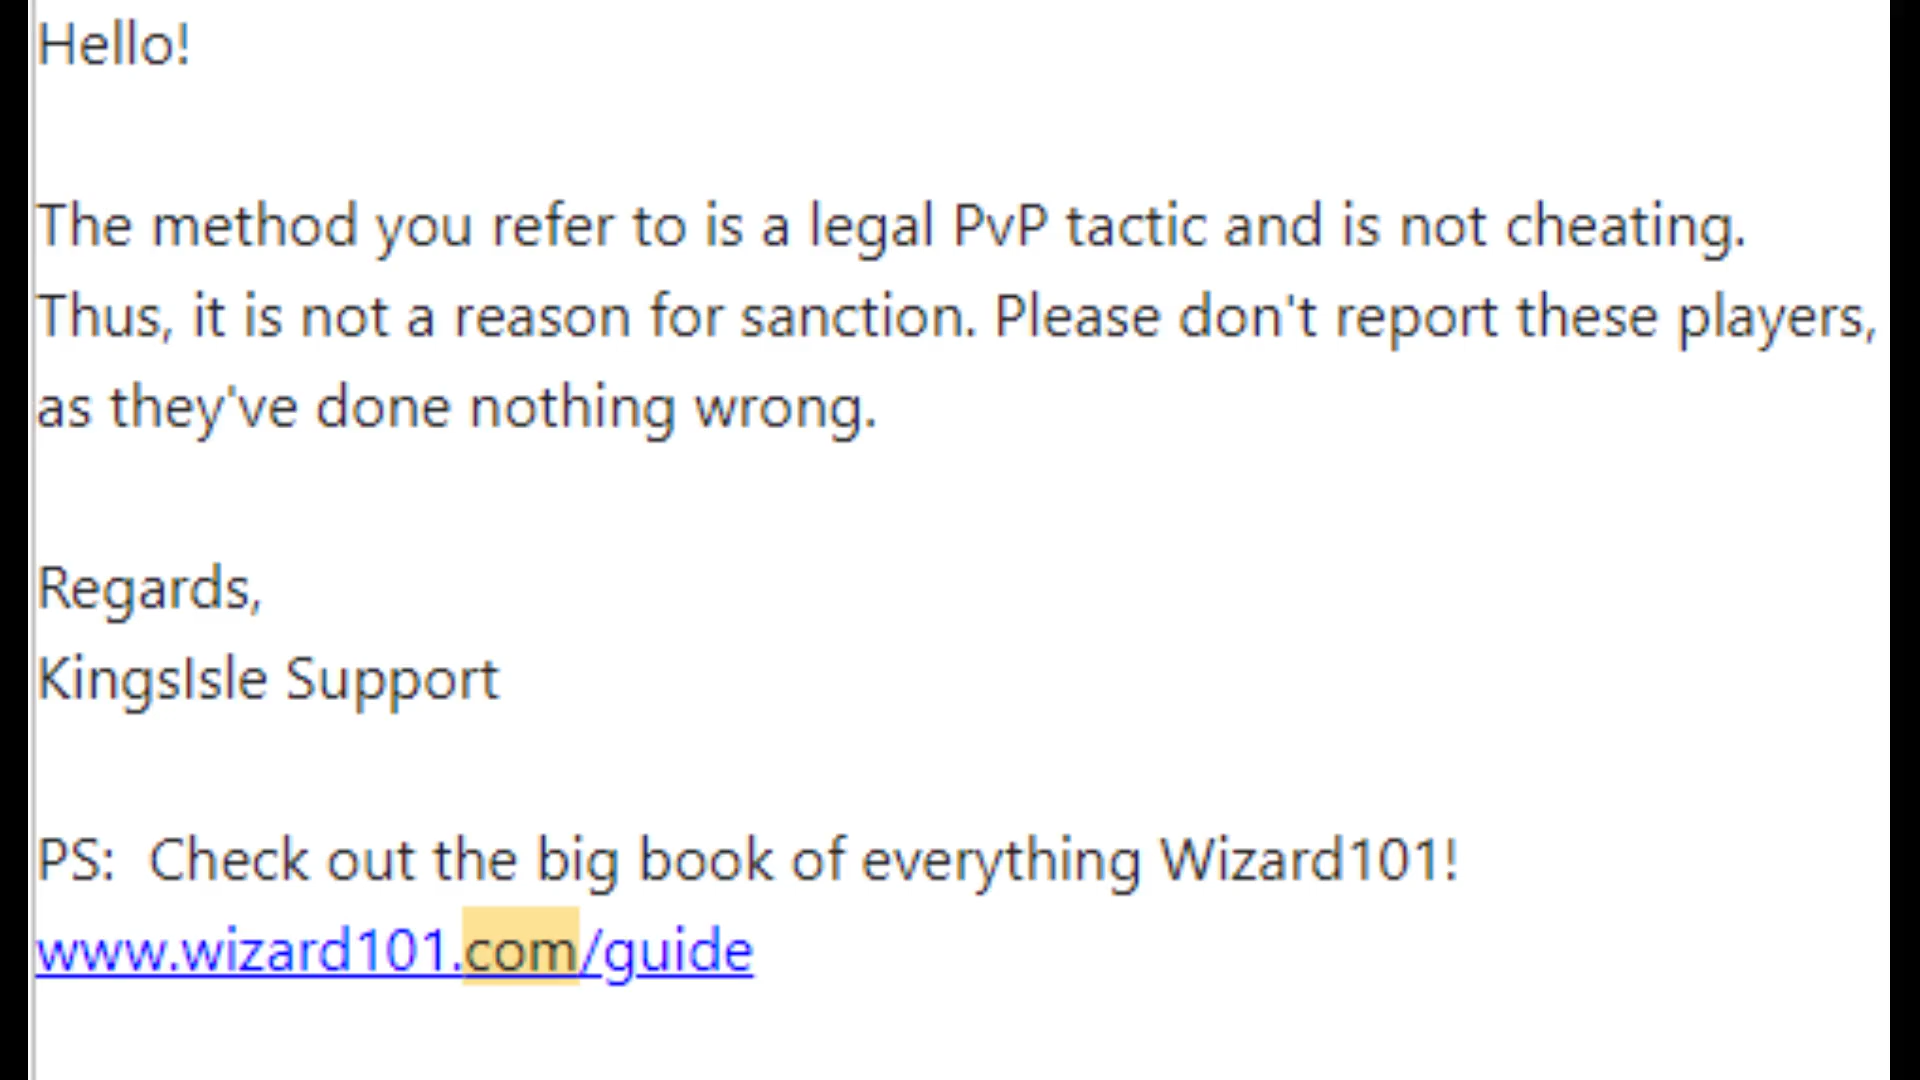 Hello!
The method you refer to is a legal PvP tactic and is not cheating.
Thus, it is not a reason for sanction. Please don't report these players,
as they've done nothing wrong.
Regards,
KingsIsle Support
PS:  Check out the big book of everything Wizard101!
www.wizard101.com/guide